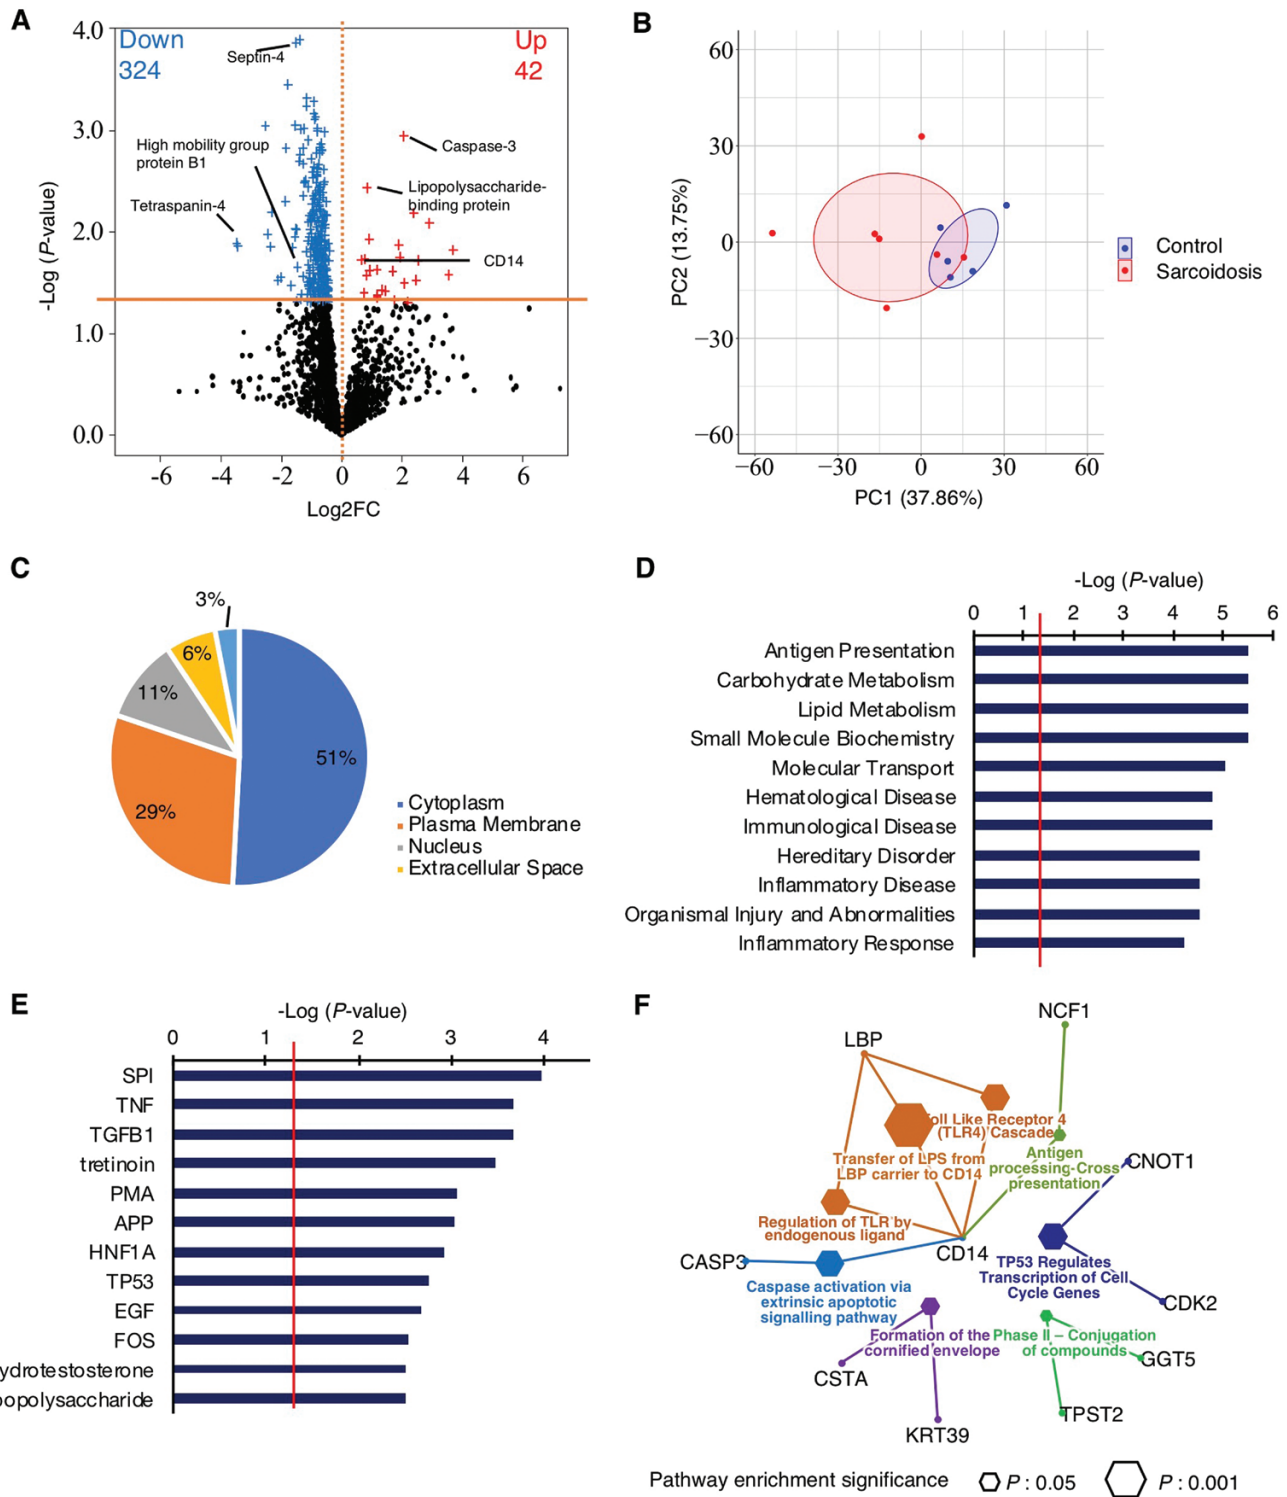 A
4.0
Down
324
Up
42
Septin-4
3.0
High mobility group
protein B1
Caspase-3
Lipopolysaccharide-
binding protein
Tetraspanin-4
2.0
CD14
1.0
0.0
-Log (P-value)
-6 -4 -2 0 2 4 6
Log2FC
B
60
30
0
−30
−60
PC2 (13.75%)
−60 −30 0 30 60
PC1 (37.86%)
Control
Sarcoidosis
C
3%
6%
11%
51%
29%
Cytoplasm
Plasma Membrane
Nucleus
Extracellular Space
D
-Log (P-value)
0 1 2 3 4 5 6
Antigen Presentation
Carbohydrate Metabolism
Lipid Metabolism
Small Molecule Biochemistry
Molecular Transport
Hematological Disease
Immunological Disease
Hereditary Disorder
Inflammatory Disease
Organismal Injury and Abnormalities
Inflammatory Response
E
-Log (P-value)
0 1 2 3 4
SPI
TNF
TGFB1
tretinoin
PMA
APP
HNF1A
TP53
EGF
FOS
ydrotestosterone
opolysaccharide
F
NCF1
LBP
oll Like Receptor 4
(TLR4) Cascade
Transfer of LPS from
LBP carrier to CD14
Antigen
processing-Cross
presentation
CNOT1
Regulation of TLR by
endogenous ligand
CD14
CASP3
Caspase activation via
extrinsic apoptotic
signalling pathway
TP53 Regulates
Transcription of Cell
Cycle Genes
CDK2
Formation of the
cornified envelope
Phase II – Conjugation
of compounds
GGT5
CSTA
TPST2
KRT39
Pathway enrichment significance
P : 0.05
P : 0.001